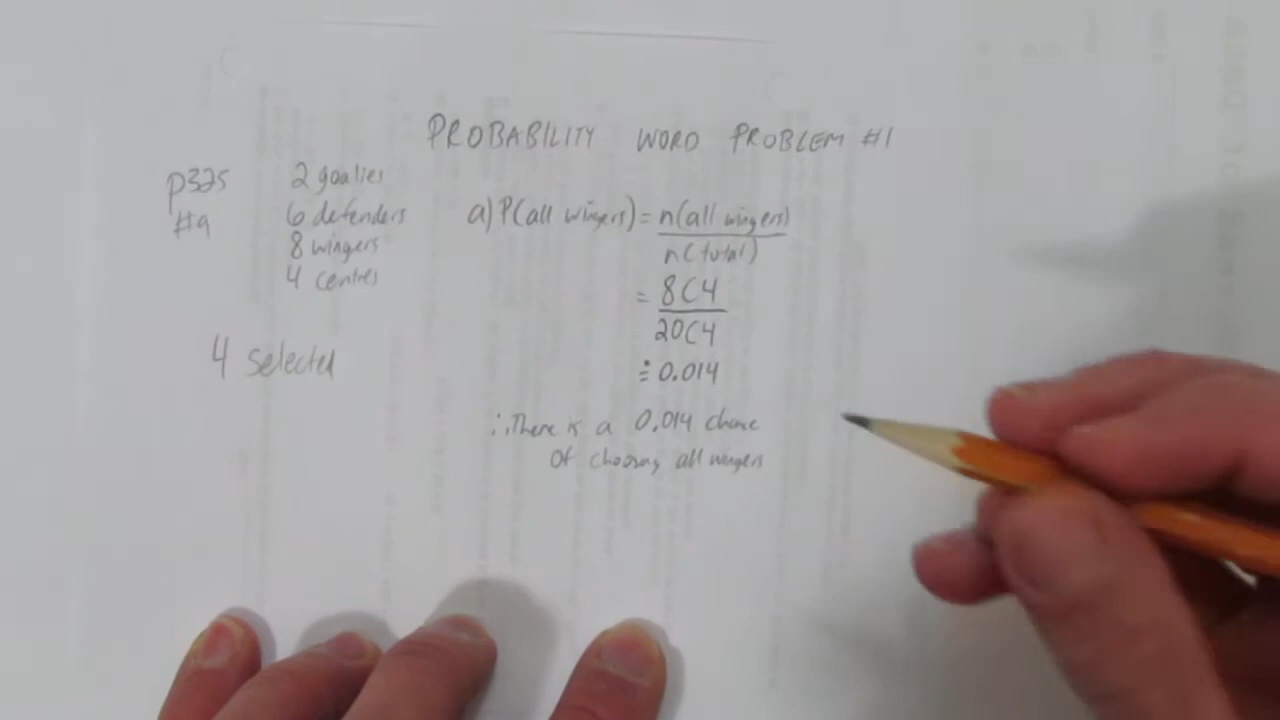 PROBABILITY WORD PROBLEM #1
p325
#9
2 goalies
6 defenders
8 wingers
4 centres
4 selected
a) P(all wingers) = n(all wingers)
n(total)
= 8C4
20C4
≐ 0.014
∴ There is a 0.014 chance
Of choosing all wingers